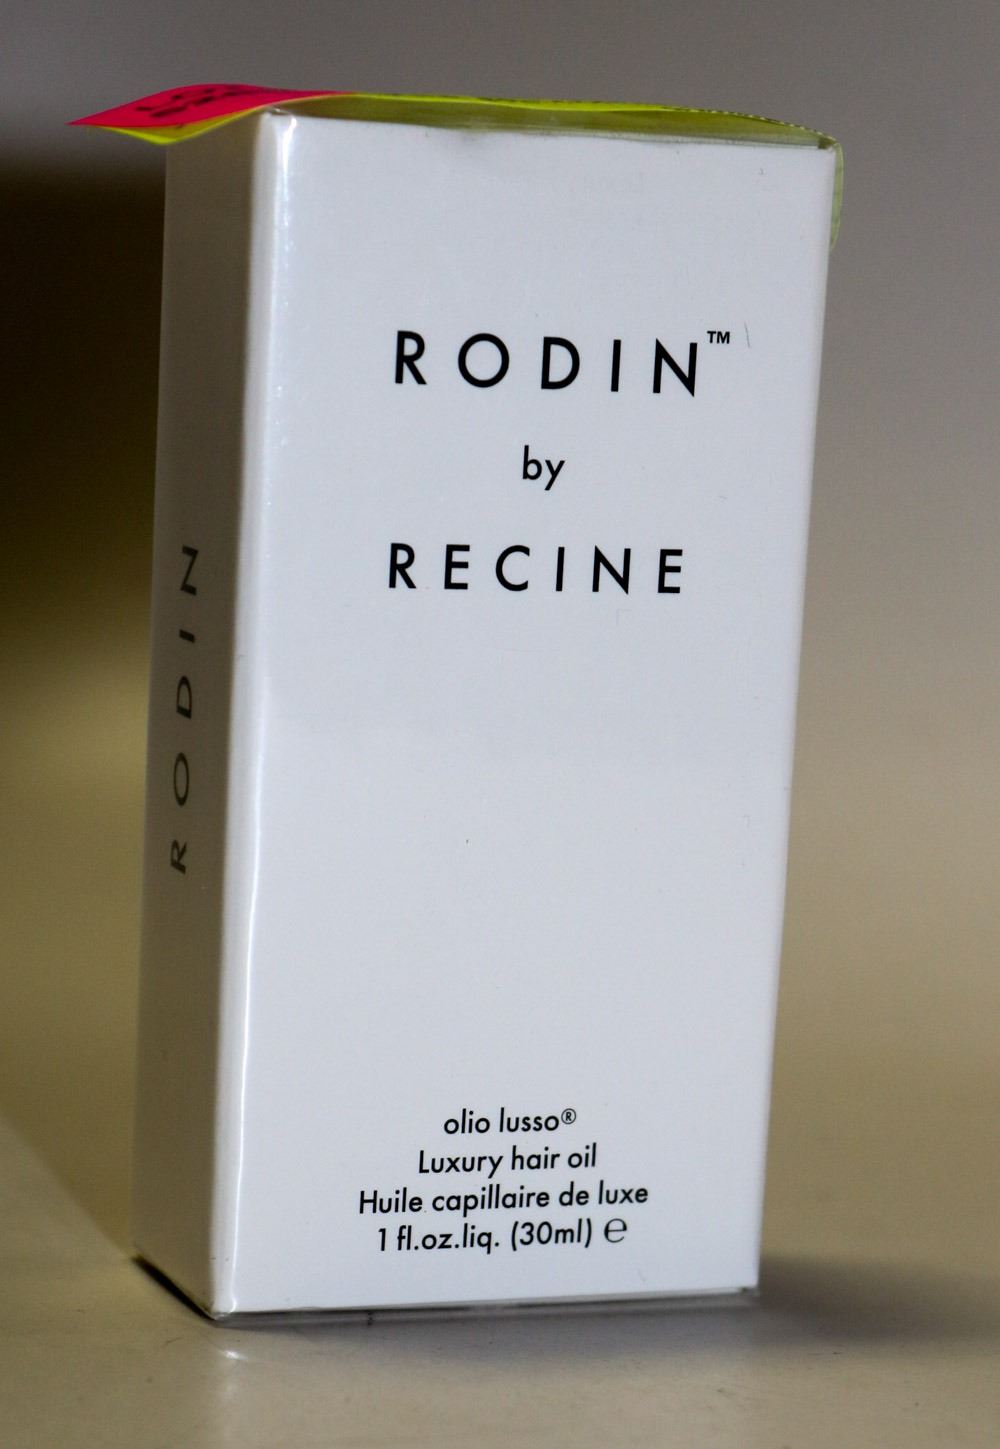 RODIN™
by
RECINE
olio lusso®
Luxury hair oil
Huile capillaire de luxe
1 fl.oz.liq. (30ml) ℮
RODIN